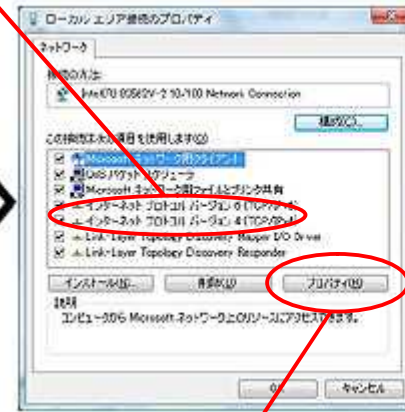 ローカル エリア接続のプロパティ
ネットワーク
接続の方法:
Intel(R) 82562V-2 10/100 Network Connection
構成(C)...
この接続は次の項目を使用します(O):
Microsoft ネットワーク用クライアント
QoS パケット スケジューラ
Microsoft ネットワーク用ファイルとプリンタ共有
インターネット プロトコル バージョン 6 (TCP/IPv6)
インターネット プロトコル バージョン 4 (TCP/IPv4)
Link-Layer Topology Discovery Mapper I/O Driver
Link-Layer Topology Discovery Responder
インストール(N)...
削除(U)
プロパティ(R)
説明
コンピュータから Microsoft ネットワーク上のリソースにアクセスできます。
OK
キャンセル